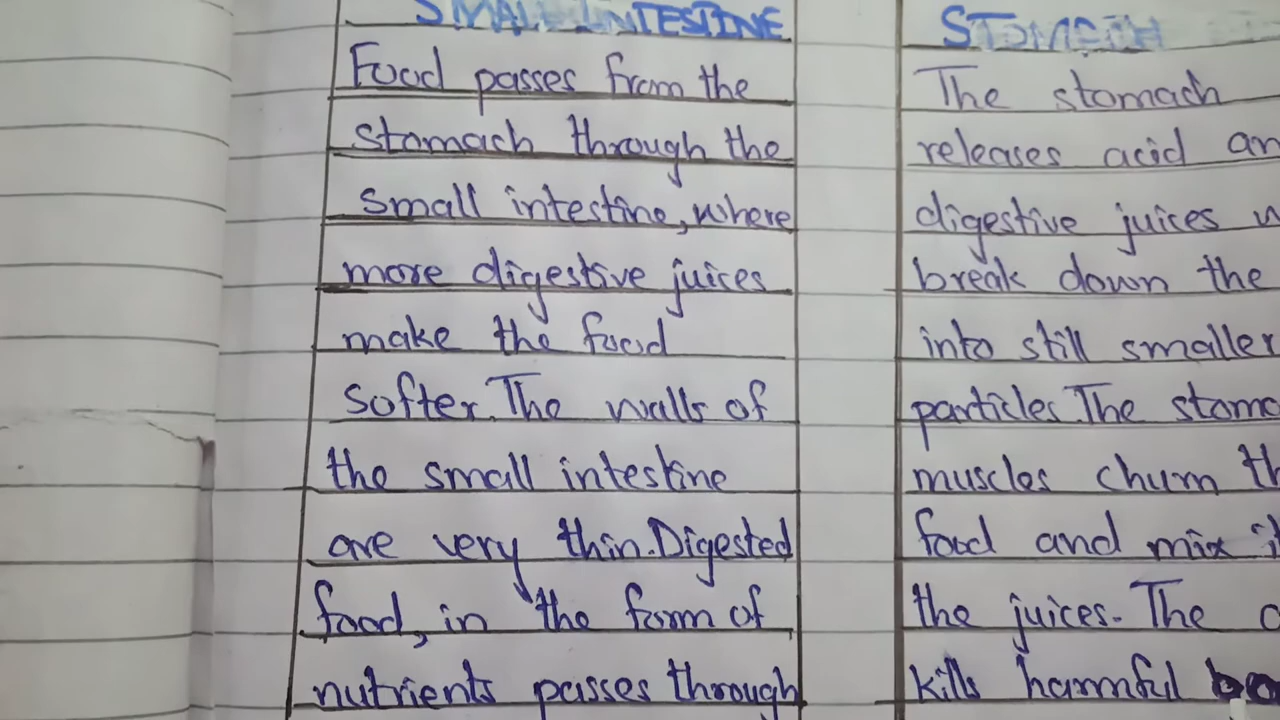 SMALL INTESTINE
Food passes from the
stomach through the
small intestine, where
more digestive juices
make the food
softer. The walls of
the small intestine
are very thin. Digested
food, in the form of
nutrients passes through
STOMACH
The stomach
releases acid an
digestive juices
break down the
into still smaller
particles. The stoma
muscles churn th
food and mix it
the juices. The
kills harmful